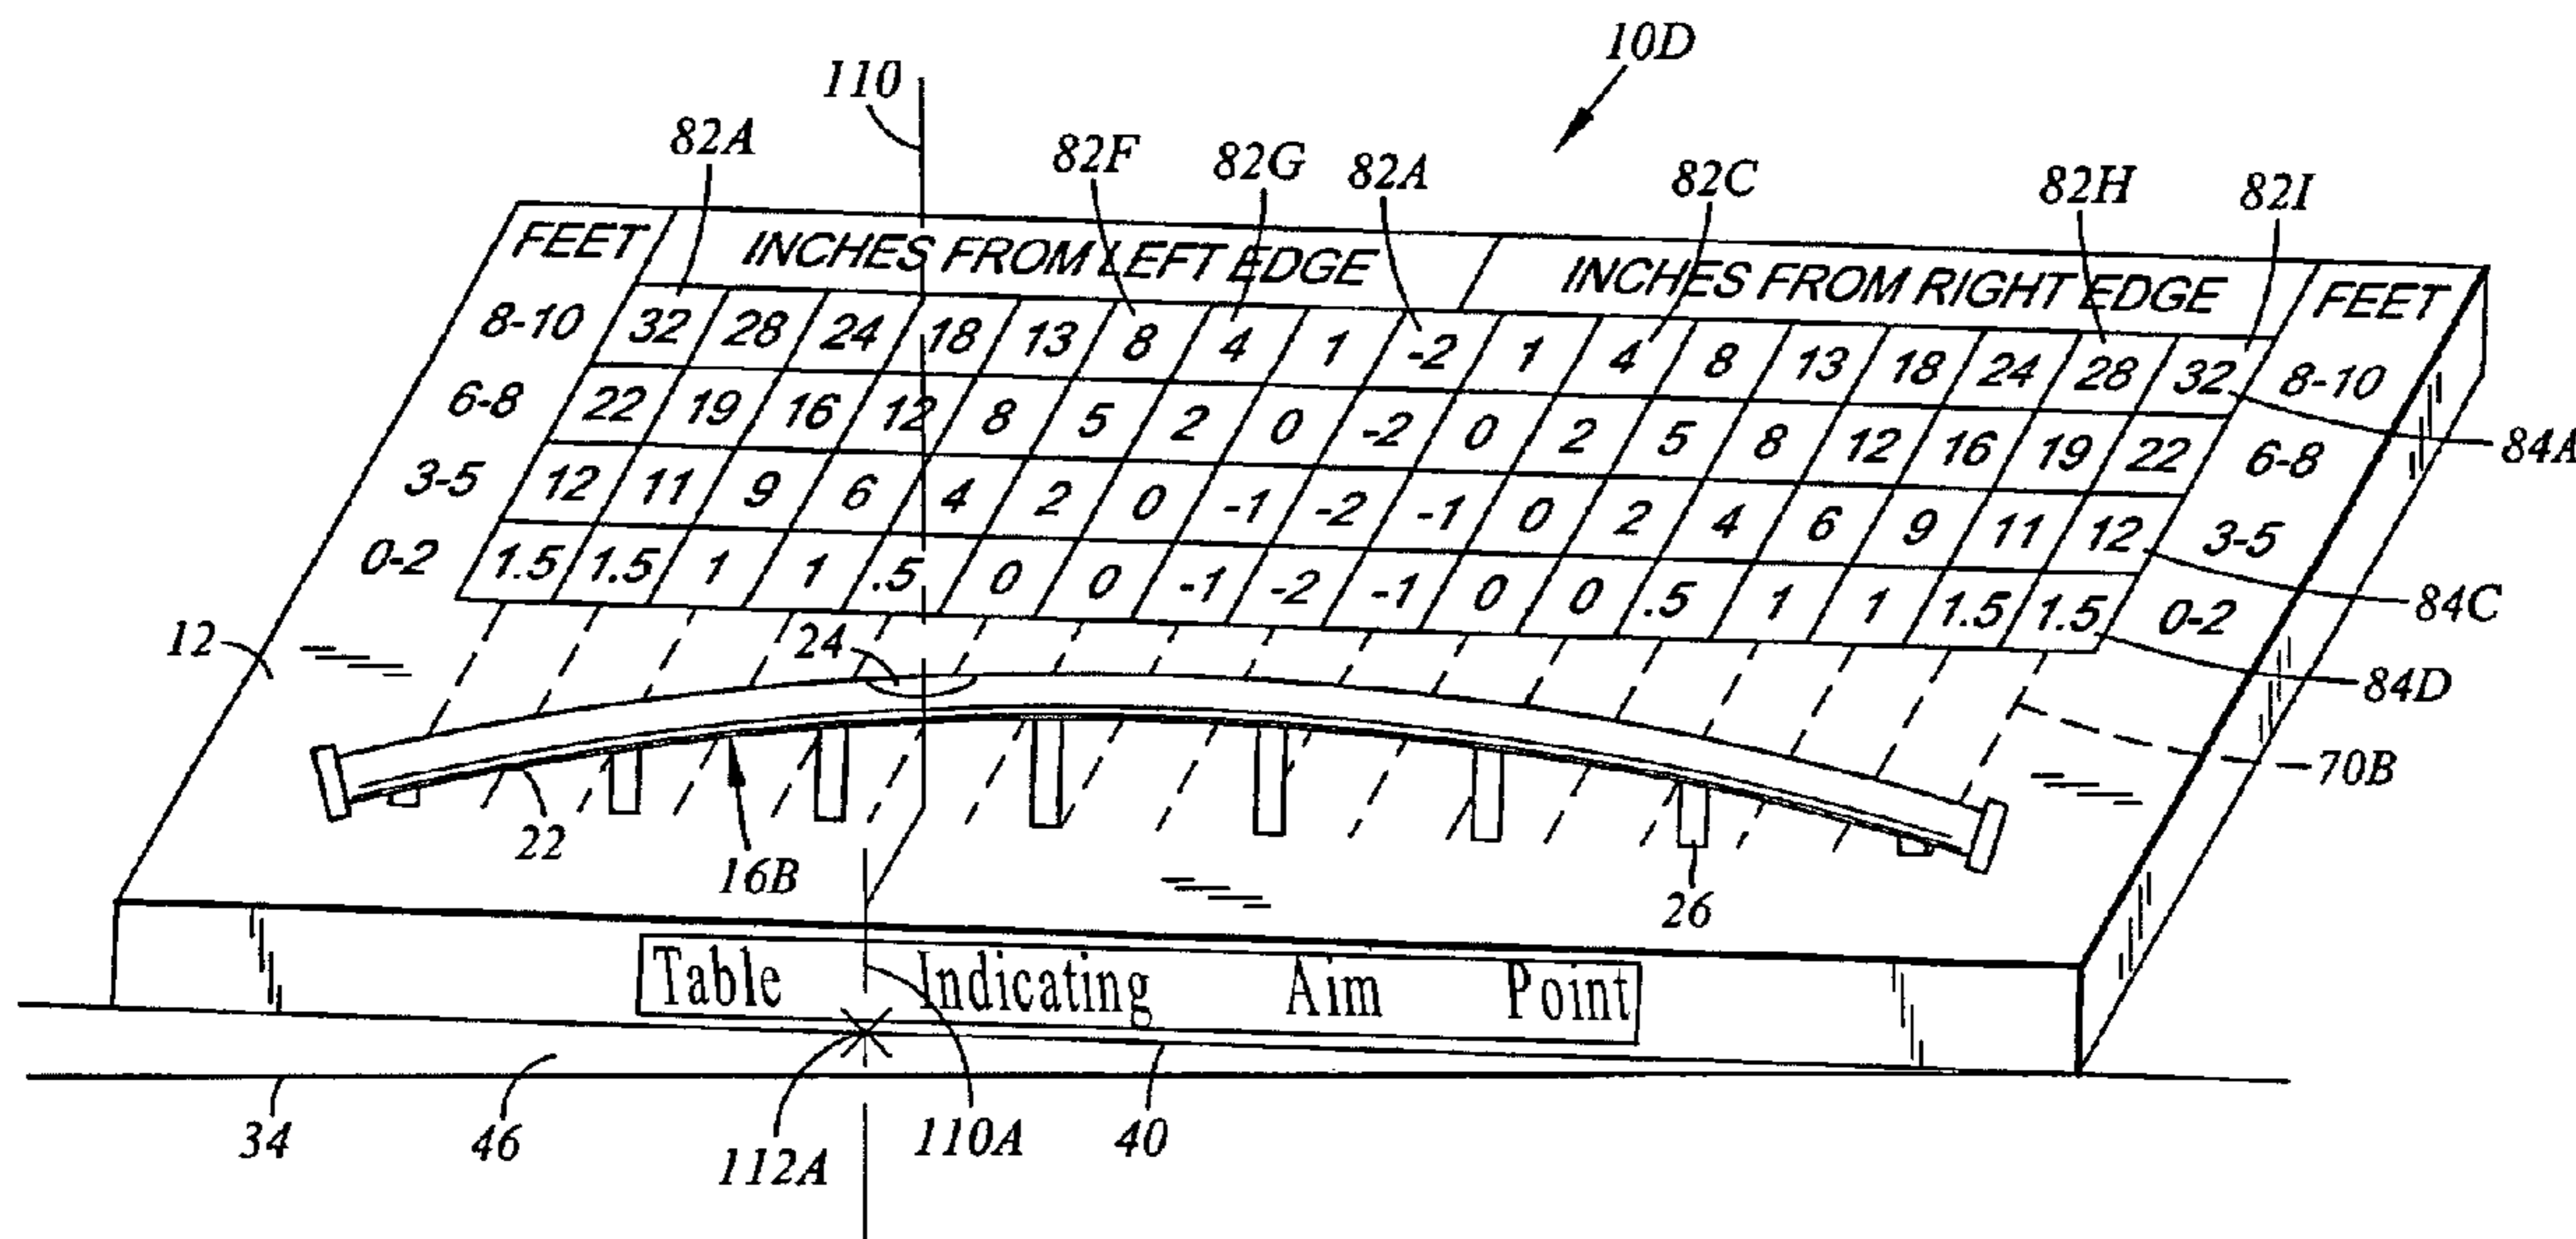 10D
110
82A 82F 82G 82A 82C 82H 82I
FEET INCHES FROM LEFT EDGE INCHES FROM RIGHT EDGE FEET
8-10 32 28 24 18 13 8 4 1 -2 1 4 8 13 18 24 28 32 8-10
6-8 22 19 16 12 8 5 2 0 -2 0 2 5 8 12 16 19 22 6-8
84A
3-5 12 11 9 6 4 2 0 -1 -2 -1 0 2 4 6 9 11 12 3-5
0-2 1.5 1.5 1 1 .5 0 0 -1 -2 -1 0 0 .5 1 1 1.5 1.5 0-2
84C
12 24 84D
70B
22 16B 26
Table Indicating Aim Point
34 46 112A 110A 40